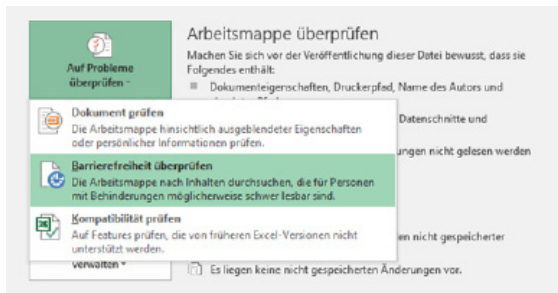 Auf Probleme
überprüfen
Arbeitsmappe überprüfen
Machen Sie sich vor der Veröffentlichung dieser Datei bewusst, dass sie
Folgendes enthält:
Dokumenteigenschaften, Druckerpfad, Name des Autors und
Datenschnitte und
ungen nicht gelesen werden
Dokument prüfen
Die Arbeitsmappe hinsichtlich ausgeblendeter Eigenschaften
oder persönlicher Informationen prüfen.
Barrierefreiheit überprüfen
Die Arbeitsmappe nach Inhalten durchsuchen, die für Personen
mit Behinderungen möglicherweise schwer lesbar sind.
Kompatibilität prüfen
Auf Features prüfen, die von früheren Excel-Versionen nicht
unterstützt werden.
en nicht gespeicherter
verwalten
Es liegen keine nicht gespeicherten Änderungen vor.